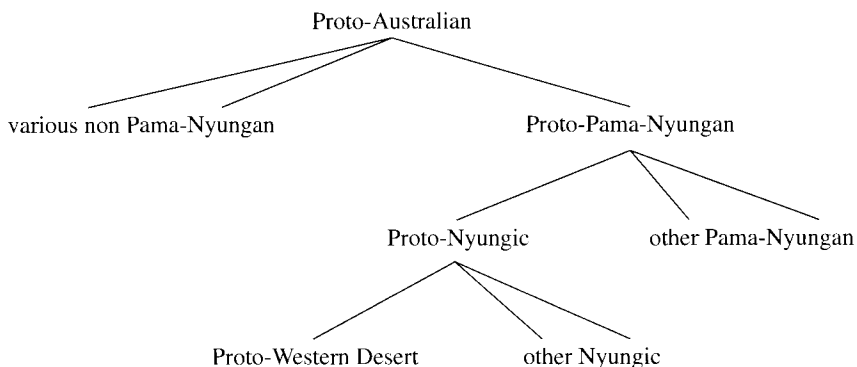 Proto-Australian
various non Pama-Nyungan
Proto-Pama-Nyungan
Proto-Nyungic
other Pama-Nyungan
Proto-Western Desert
other Nyungic